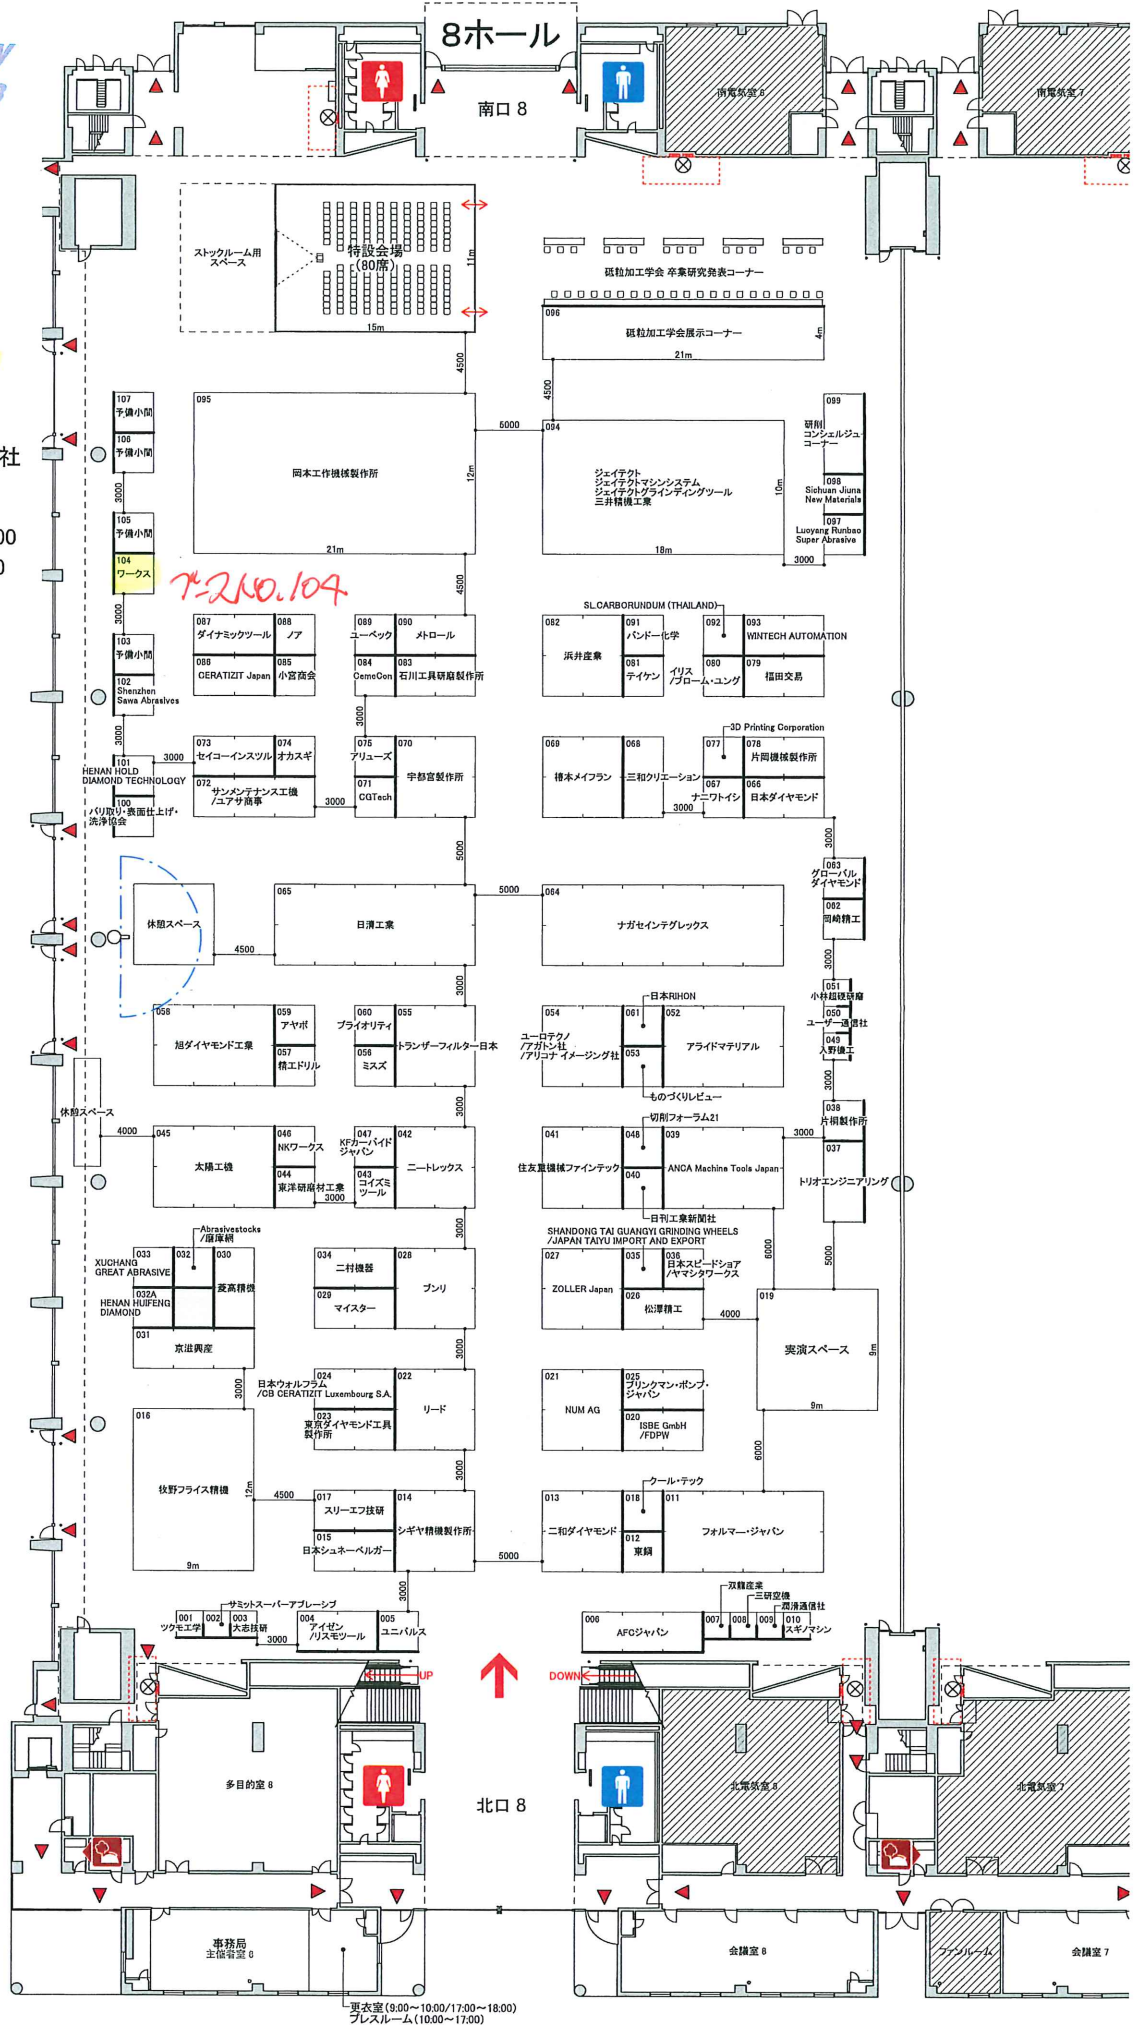 8ホール
南口 8
南電気室 6
南電気室 7
ストックルーム用
スペース
特設会場
(80席)
11m
15m
砥粒加工学会 卒業研究発表コーナー
096
砥粒加工学会展示コーナー
4m
21m
4500
4500
107
予備小間
106
予備小間
社
3000
105
予備小間
00
0
104
ワークス
ブースNO.104
3000
103
予備小間
102
Shenzhen
Sawa Abrasives
3000
095
岡本工作機械製作所
12m
21m
5000
094
ジェイテクト
ジェイテクトマシンシステム
ジェイテクトグラインディングツール
三井精機工業
10m
18m
099
研削
コンシェルジュ
コーナー
098
Sichuan Jiuna
New Materials
097
Luoyang Runbao
Super Abrasive
3000
4500
087
ダイナミックツール
088
ノア
086
CERATIZIT Japan
085
小宮商会
089
ユーベック
090
メトロール
084
CemeCon
083
石川工具研磨製作所
SL.CARBORUNDUM (THAILAND)
082
浜井産業
091
バンドー化学
081
テイケン
092
093
WINTECH AUTOMATION
080
イリス
/ブローム・ユング
079
福田交易
3000
101
HENAN HOLD
DIAMOND TECHNOLOGY
100
バリ取り・表面仕上げ・
洗浄協会
3000
073
セイコーインスツル
074
オカスギ
072
サンメンテナンス工機
/ユアサ商事
3000
075
アリューズ
071
CGTech
070
宇都宮製作所
069
椿本メイフラン
068
三和クリエーション
3D Printing Corporation
077
078
片岡機械製作所
067
ナニワトイシ
066
日本ダイヤモンド
3000
3000
5000
休憩スペース
4500
065
日清工業
5000
064
ナガセインテグレックス
063
グローバル
ダイヤモンド
062
岡崎精工
3000
3000
058
旭ダイヤモンド工業
059
アヤボ
057
精工ドリル
060
プライオリティ
056
ミスズ
055
トランザーフィルター日本
054
ユーロテクノ
/アガトン社
/アリコナ イメージング社
日本RIHON
061
053
ものづくりレビュー
052
アライドマテリアル
051
小林超硬研磨
050
ユーザー通信社
049
入野機工
3000
3000
休憩スペース
4000
045
太陽工機
046
NKワークス
044
東洋研磨材工業
3000
047
KFカーバイド
ジャパン
043
コイズミ
ツール
042
ニートレックス
041
住友重機械ファインテック
切削フォーラム21
048
040
日刊工業新聞社
039
ANCA Machine Tools Japan
3000
038
片桐製作所
037
トリオエンジニアリング
3000
6000
5000
Abrasivestocks
/磨庫網
033
XUCHANG
GREAT ABRASIVE
032
030
菱高精機
032A
HENAN HUIFENG
DIAMOND
031
京滋興産
034
二村機器
029
マイスター
028
ブンリ
SHANDONG TAI GUANGYI GRINDING WHEELS
/JAPAN TAIYU IMPORT AND EXPORT
027
ZOLLER Japan
035
036
日本スピードショア
/ヤマシタワークス
026
松澤精工
4000
019
実演スペース
9m
9m
3000
3000
024
日本ウォルフラム
/CB CERATIZIT Luxembourg S.A.
023
東京ダイヤモンド工具
製作所
022
リード
021
NUM AG
025
ブリンクマン・ポンプ・
ジャパン
020
ISBE GmbH
/FDPW
6000
3000
016
牧野フライス精機
12m
9m
4500
017
スリーエフ技研
015
日本シュネーベルガー
014
シギヤ精機製作所
5000
013
二和ダイヤモンド
クール・テック
018
012
東鋼
011
フォルマー・ジャパン
3000
サミットスーパーアブレーシブ
001
ツクモ工学
002
003
大志技研
3000
004
アイゼン
/リスモツール
005
ユニバルス
006
AFCジャパン
双龍産業
三研空機
潤滑通信社
007
008
009
010
スギノマシン
UP
DOWN
多目的室 8
北口 8
北電気室 7
事務局
主催者室 8
会議室 8
ファンルーム
会議室 7
更衣室(9:00～10:00/17:00～18:00)
プレスルーム(10:00～17:00)